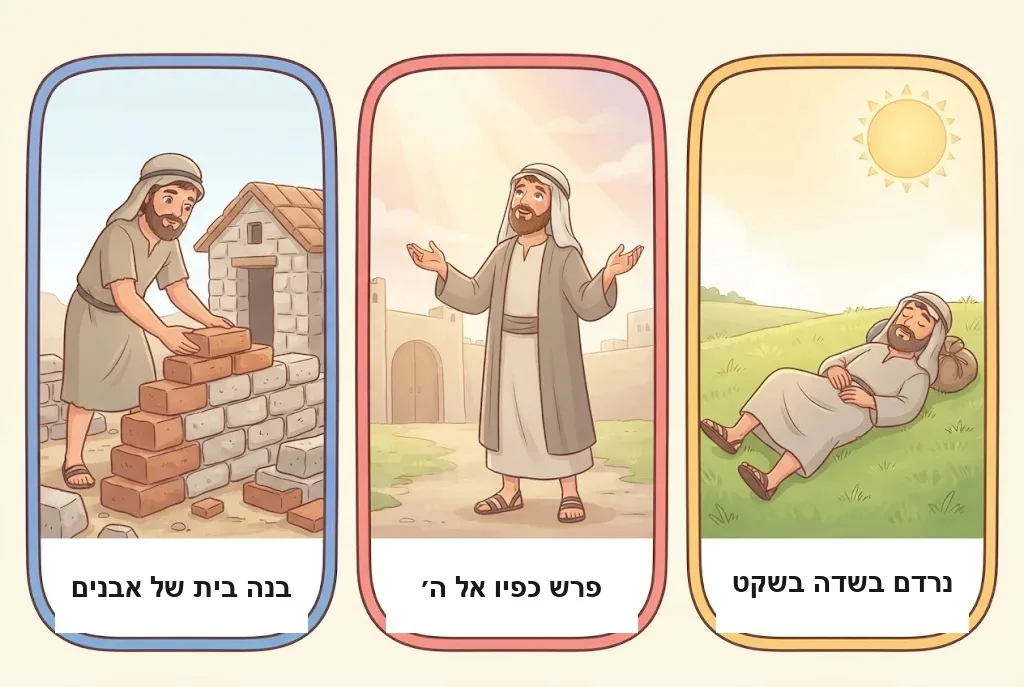 נרדם בשדה בשקט
פרש כפיו אל ה׳
בנה בית של אבנים